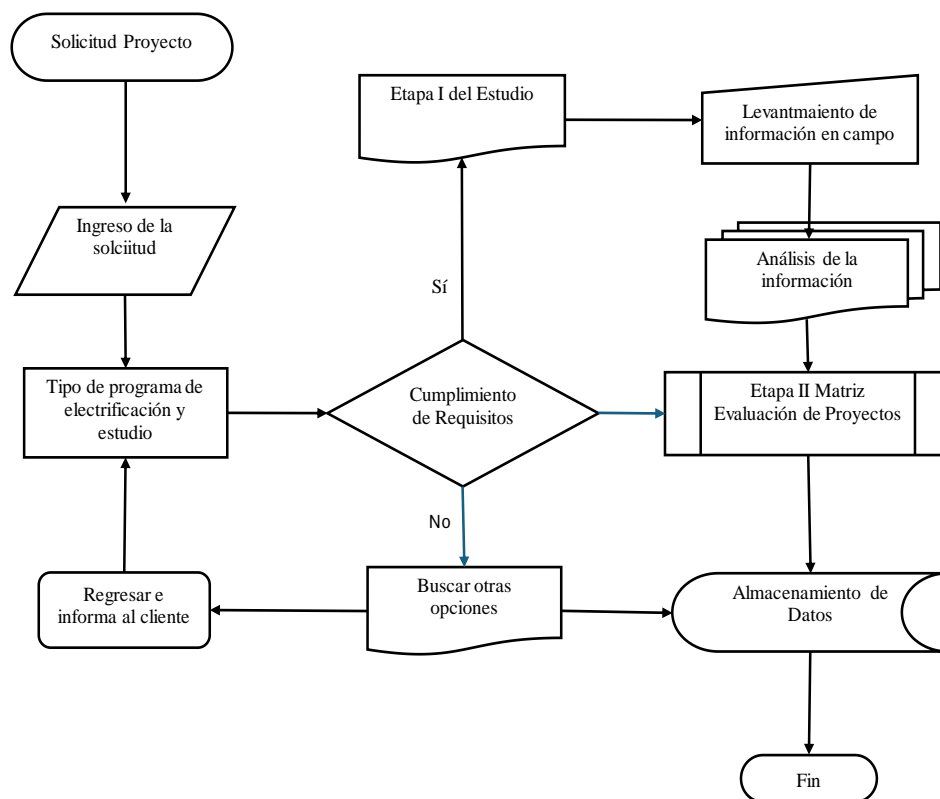 Solicitud Proyecto
Etapa I del Estudio
Levantmaiento de
información en campo
Ingreso de la
solciitud
Análisis de la
información
Sí
Tipo de programa de
electrificación y
estudio
Cumplimiento
de Requisitos
Etapa II Matriz
Evaluación de Proyectos
No
Regresar e
informa al cliente
Buscar otras
opciones
Almacenamiento de
Datos
Fin